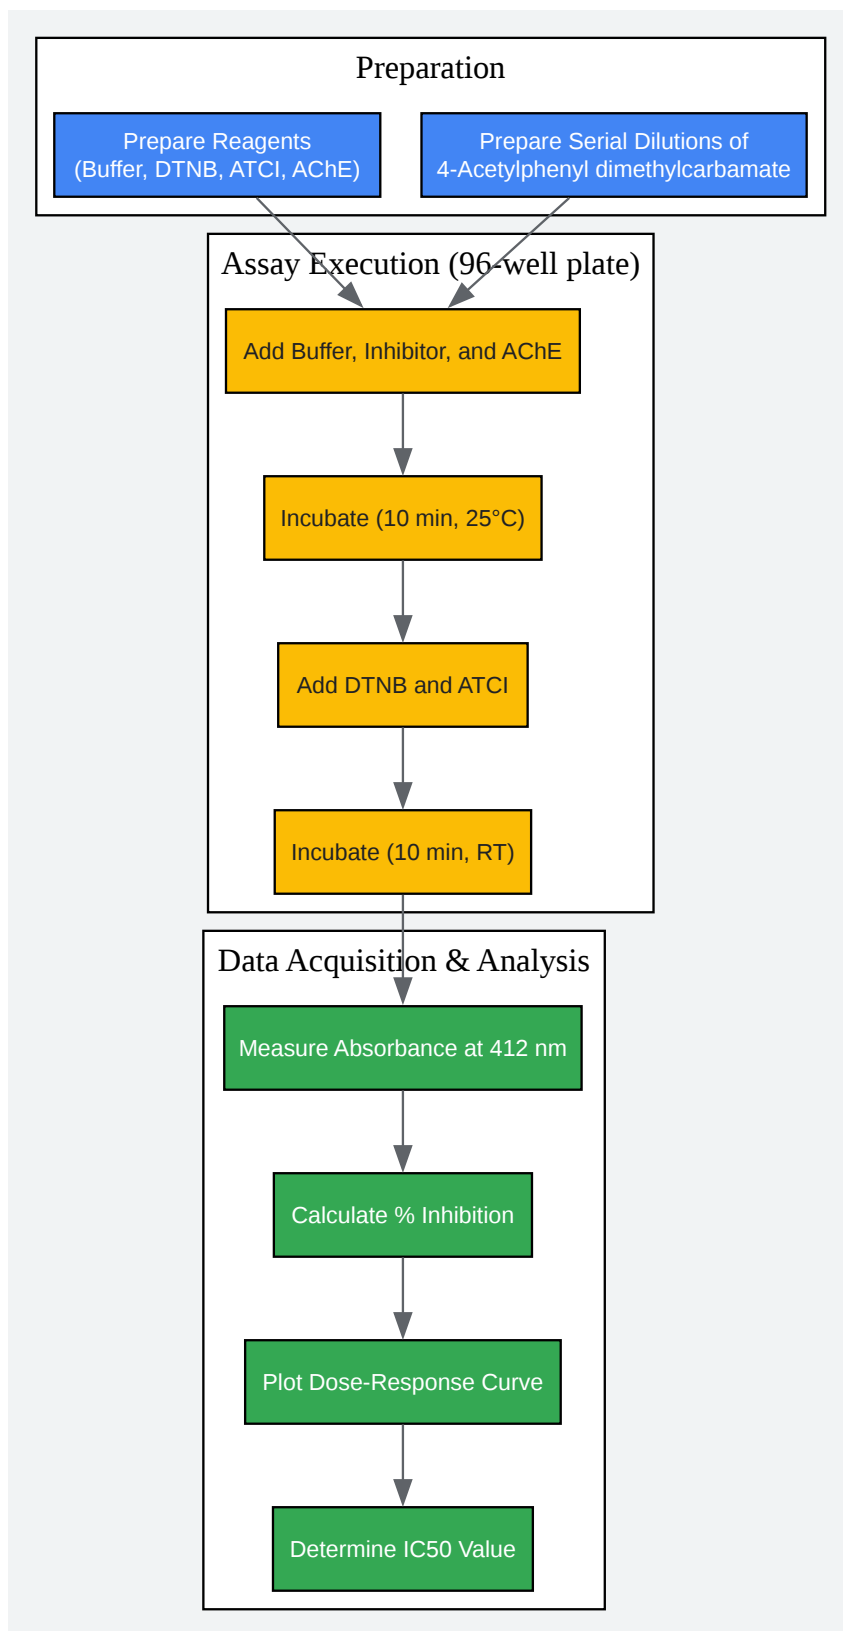 Preparation
Prepare Reagents
(Buffer, DTNB, ATCI, AChE)
Prepare Serial Dilutions of
4-Acetylphenyl dimethylcarbamate
Assay Execution (96-well plate)
Add Buffer, Inhibitor, and AChE
Incubate (10 min, 25°C)
Add DTNB and ATCI
Incubate (10 min, RT)
Data Acquisition & Analysis
Measure Absorbance at 412 nm
Calculate % Inhibition
Plot Dose-Response Curve
Determine IC50 Value